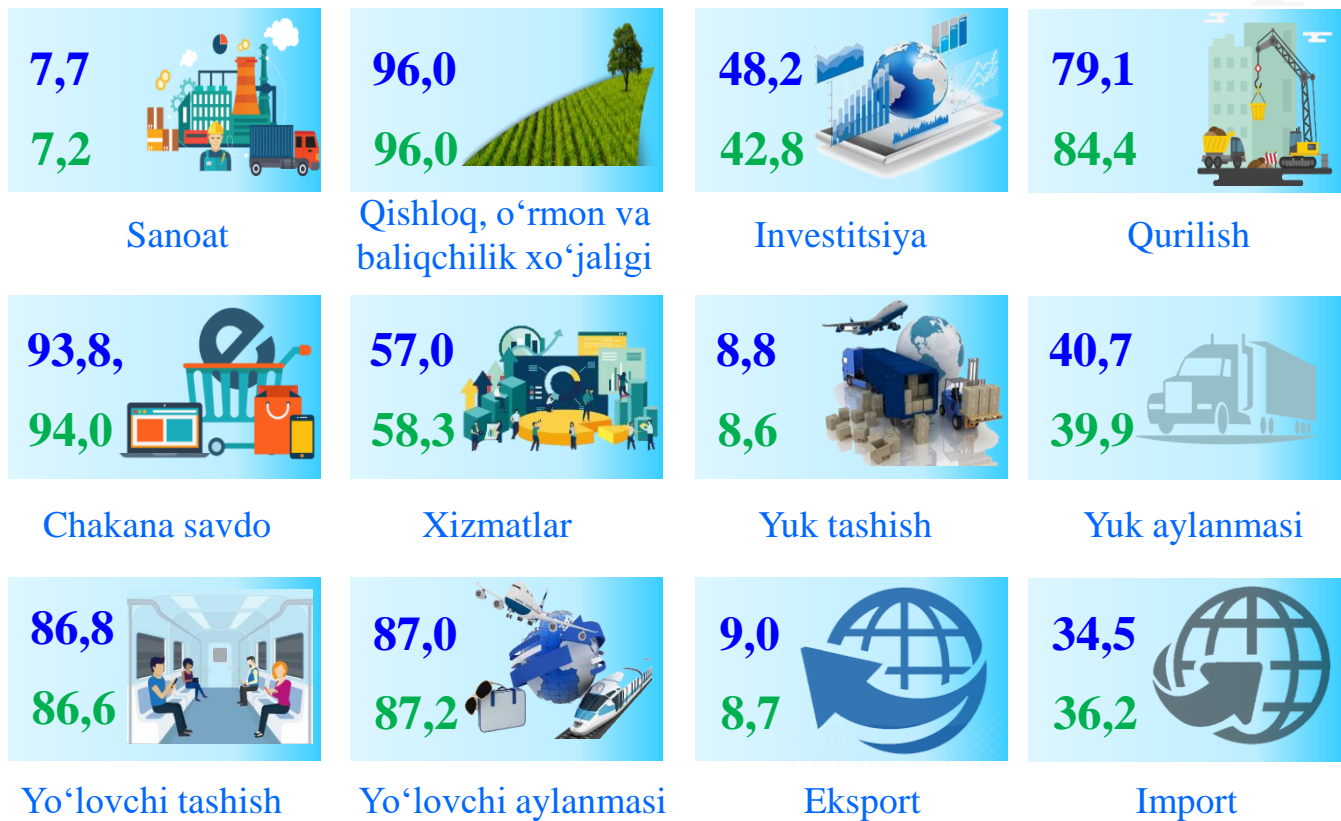 7,7
7,2
Sanoat
96,0
96,0
Qishloq, o‘rmon va
baliqchilik xo‘jaligi
48,2
42,8
Investitsiya
79,1
84,4
Qurilish
93,8,
94,0
Chakana savdo
57,0
58,3
Xizmatlar
8,8
8,6
Yuk tashish
40,7
39,9
Yuk aylanmasi
86,8
86,6
Yo‘lovchi tashish
87,0
87,2
Yo‘lovchi aylanmasi
9,0
8,7
Eksport
34,5
36,2
Import